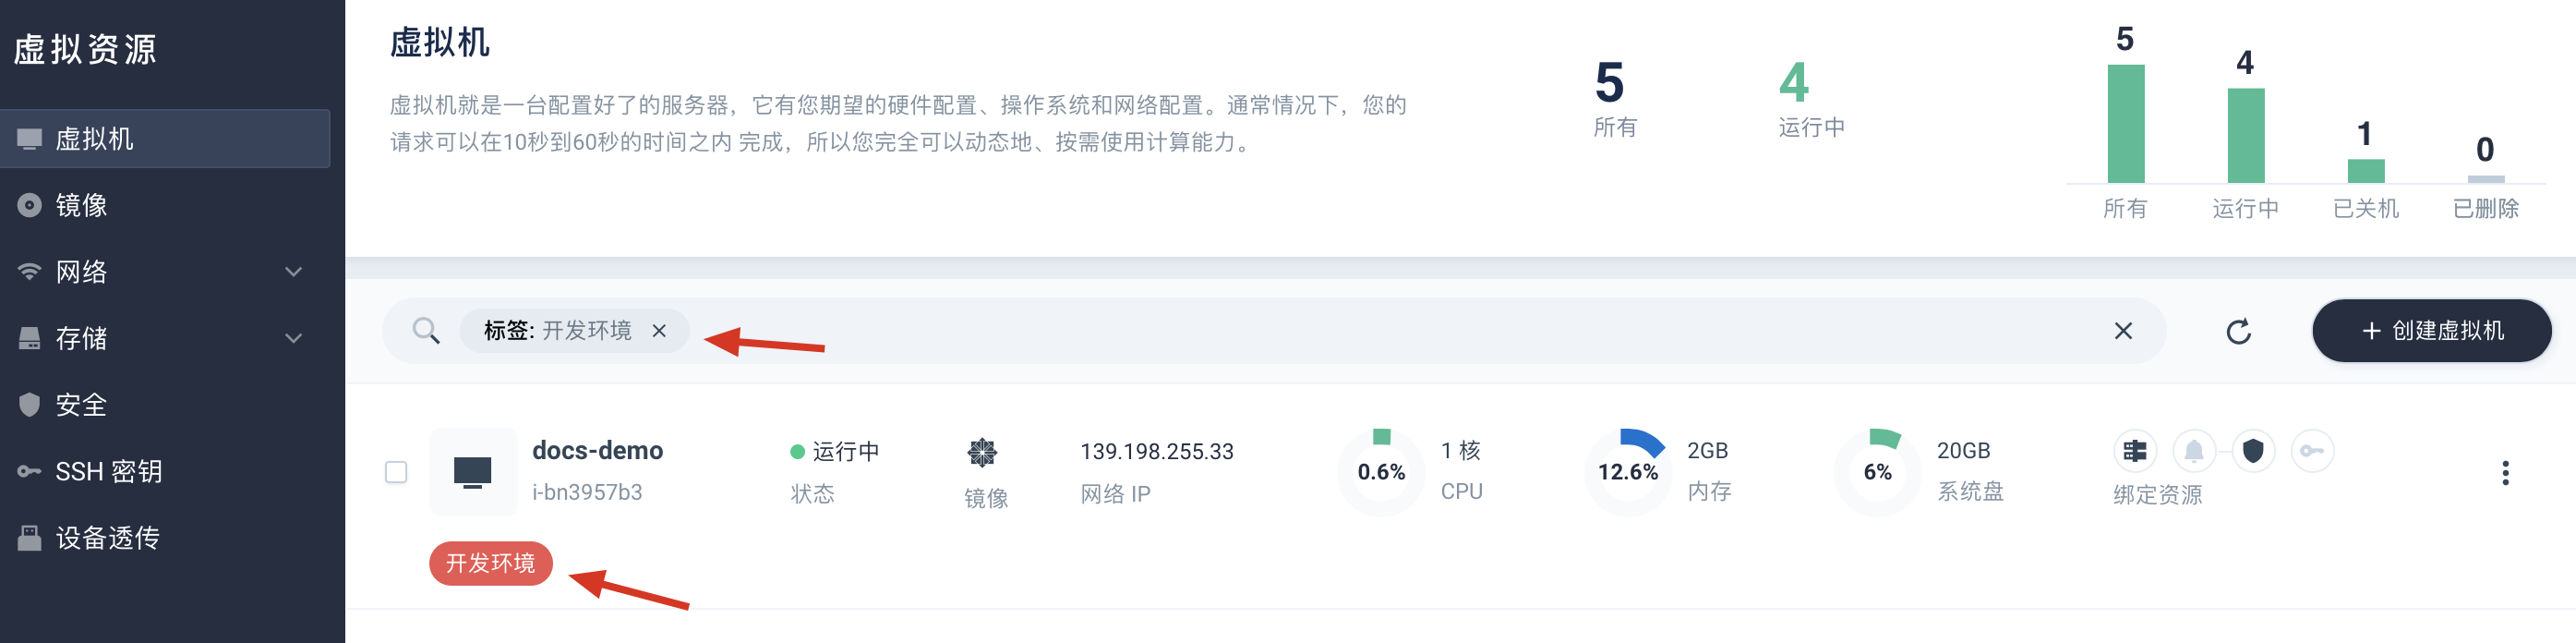 虚拟资源
虚拟机
镜像
网络
存储
安全
SSH 密钥
设备透传
虚拟机
虚拟机就是一台配置好了的服务器，它有您期望的硬件配置、操作系统和网络配置。通常情况下，您的
请求可以在10秒到60秒的时间之内 完成，所以您完全可以动态地、按需使用计算能力。
5
所有
4
运行中
5
4
1
0
所有
运行中
已关机
已删除
标签: 开发环境 ×
创建虚拟机
docs-demo
i-bn3957b3
运行中
状态
镜像
139.198.255.33
网络 IP
0.6%
1 核
CPU
12.6%
2GB
内存
6%
20GB
系统盘
绑定资源
开发环境